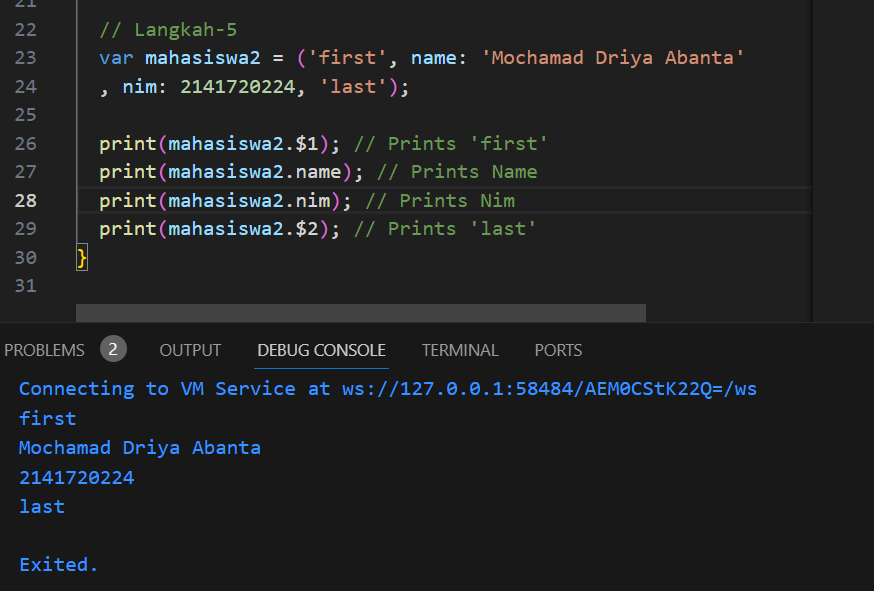 21
22 // Langkah-5
23 var mahasiswa2 = ('first', name: 'Mochamad Driya Abanta'
24 , nim: 2141720224, 'last');
25
26 print(mahasiswa2.$1); // Prints 'first'
27 print(mahasiswa2.name); // Prints Name
28 print(mahasiswa2.nim); // Prints Nim
29 print(mahasiswa2.$2); // Prints 'last'
30 }
31
PROBLEMS 2 OUTPUT DEBUG CONSOLE TERMINAL PORTS
Connecting to VM Service at ws://127.0.0.1:58484/AEM0CStK22Q=/ws
first
Mochamad Driya Abanta
2141720224
last
Exited.